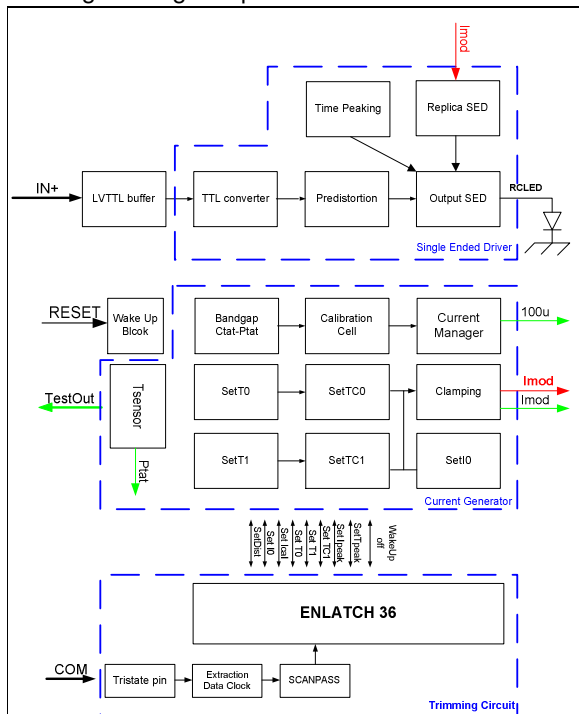 Imod
Time Peaking
Replica SED
IN+
LVTTL buffer
TTL converter
Predistortion
Output SED
RCLED
Single Ended Driver
RESET
Wake Up
Blcok
Bandgap
Ctat-Ptat
Calibration
Cell
Current
Manager
100u
TestOut
Tsensor
Ptat
SetT0
SetTC0
Clamping
Imod
Imod
SetT1
SetTC1
SetI0
Current Generator
SetDist
Set I0
Set Ical
Set T0
Set T1
Set TC1
Set Ipeak
SetTpeak
WakeUp
off
ENLATCH 36
COM
Tristate pin
Extraction
Data Clock
SCANPASS
Trimming Circuit